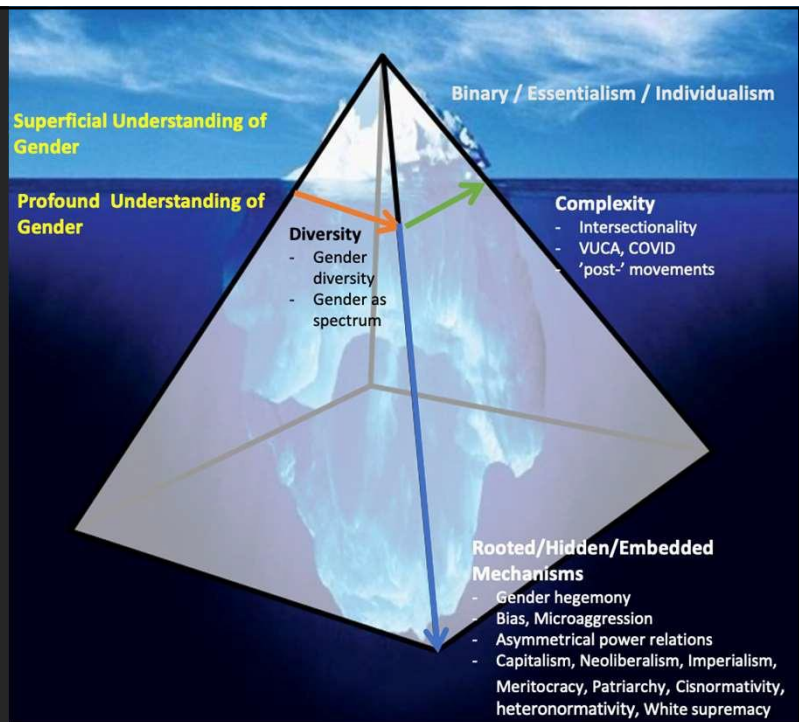 Binary / Essentialism / Individualism
Superficial Understanding of
Gender
Profound Understanding of
Gender
Diversity
- Gender
diversity
- Gender as
spectrum
Complexity
- Intersectionality
- VUCA, COVID
- 'post-' movements
Rooted/Hidden/Embedded
Mechanisms
- Gender hegemony
- Bias, Microaggression
- Asymmetrical power relations
- Capitalism, Neoliberalism, Imperialism,
Meritocracy, Patriarchy, Cisnormativity,
heteronormativity, White supremacy